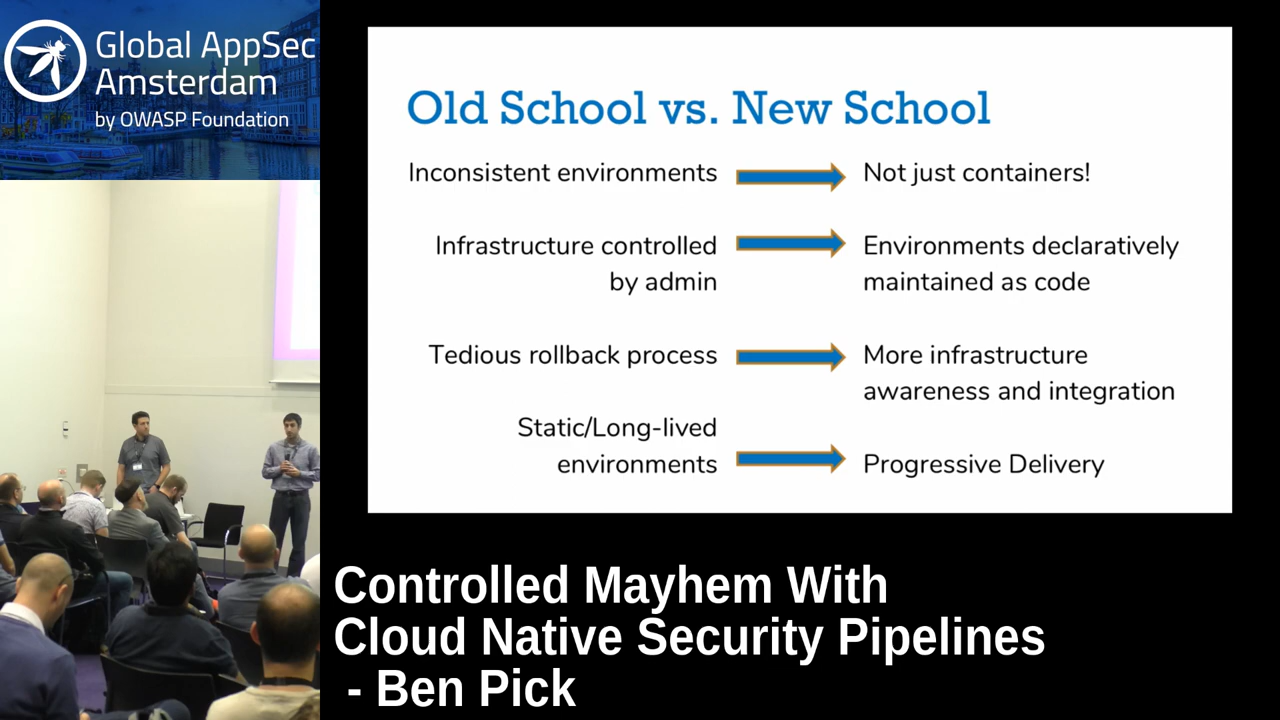 Global AppSec
Amsterdam
by OWASP Foundation
Old School vs. New School
Inconsistent environments
Not just containers!
Infrastructure controlled
by admin
Environments declaratively
maintained as code
Tedious rollback process
More infrastructure
awareness and integration
Static/Long-lived
environments
Progressive Delivery
Controlled Mayhem With
Cloud Native Security Pipelines
- Ben Pick